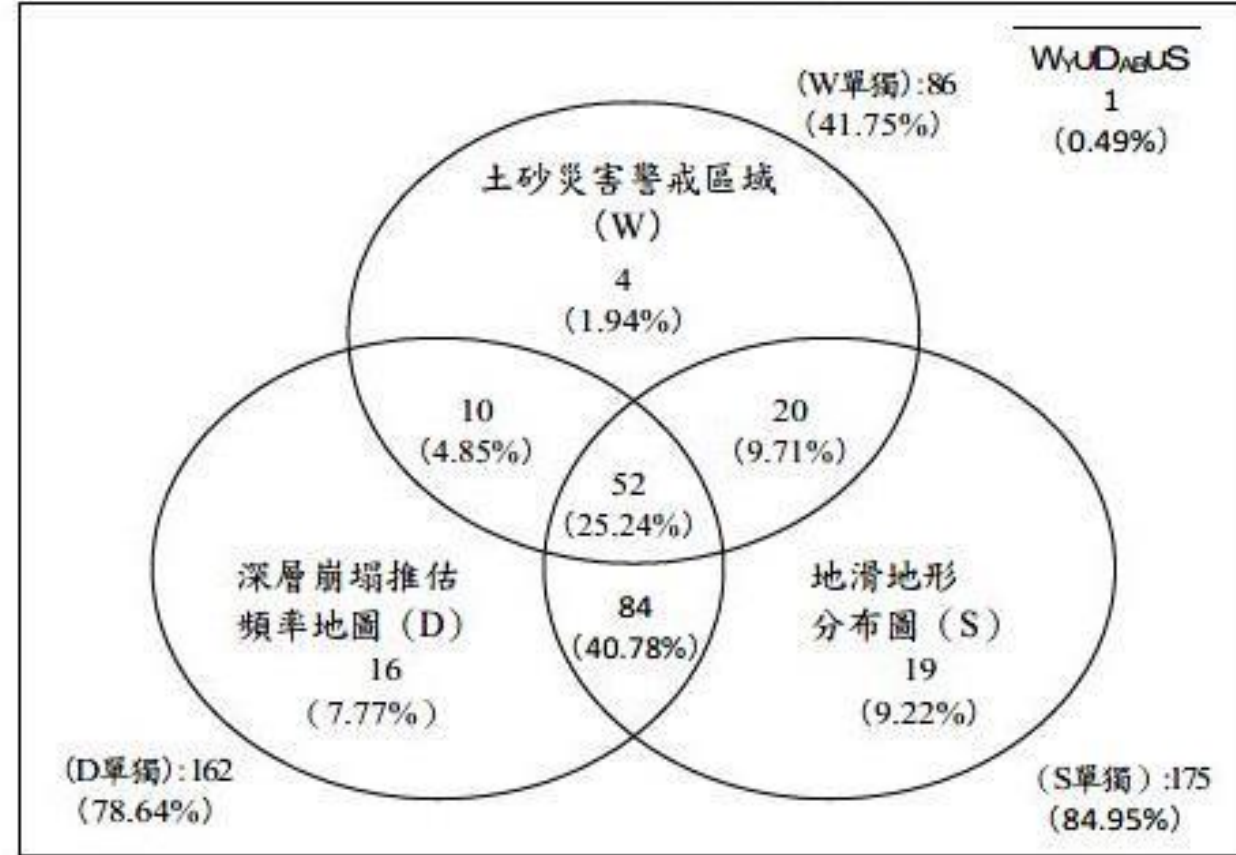 W_YUD_ABUS
1
(0.49%)
(W單獨):86
(41.75%)
土砂災害警戒區域
(W)
4
(1.94%)
10
(4.85%)
20
(9.71%)
52
(25.24%)
深層崩塌推估
頻率地圖(D)
16
(7.77%)
84
(40.78%)
地滑地形
分布圖(S)
19
(9.22%)
(D單獨):162
(78.64%)
(S單獨):175
(84.95%)